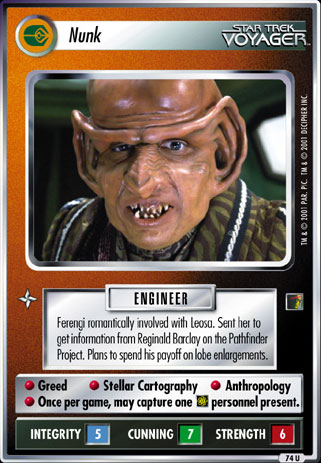 Nunk
STAR TREK
VOYAGER™
TM & © 2001 PAR. PIC. TM & © 2001 DECIPHER INC.
ENGINEER
Ferengi romantically involved with Leosa. Sent her to
get information from Reginald Barclay on the Pathfinder
Project. Plans to spend his payoff on lobe enlargements.
Greed Stellar Cartography Anthropology
Once per game, may capture one personnel present.
INTEGRITY 5 CUNNING 7 STRENGTH 6
74 U